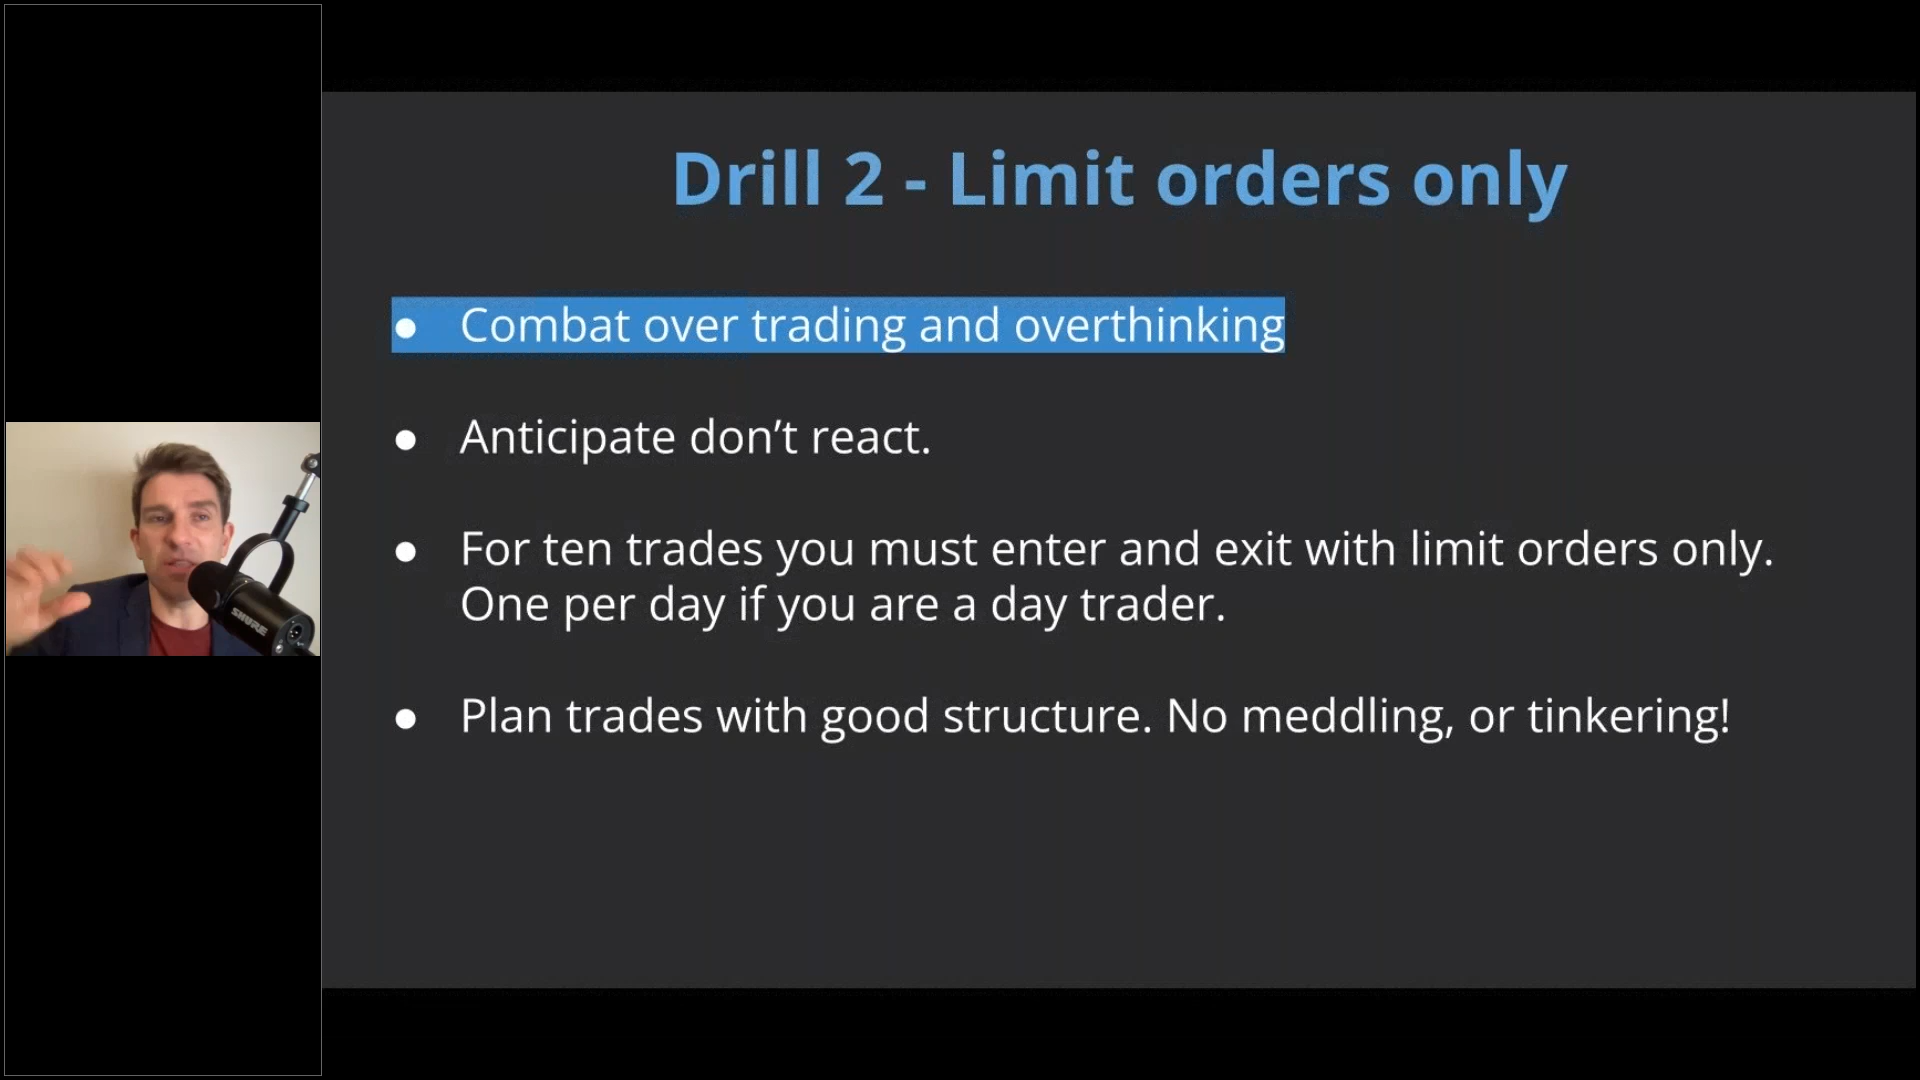 Drill 2 - Limit orders only
● Combat over trading and overthinking
● Anticipate don’t react.
● For ten trades you must enter and exit with limit orders only.
One per day if you are a day trader.
● Plan trades with good structure. No meddling, or tinkering!
SHURE